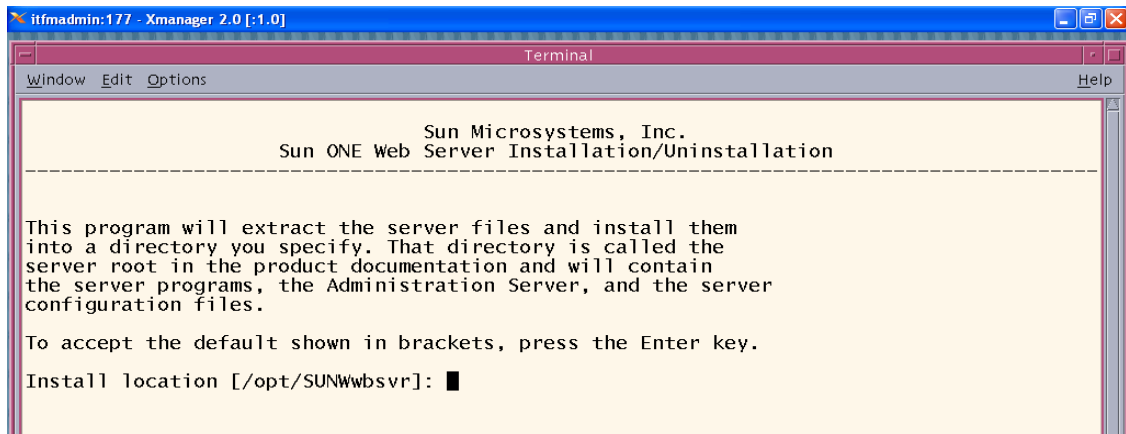 itfmadmin:177 - Xmanager 2.0 [:1.0]
Terminal
Window Edit Options Help
Sun Microsystems, Inc.
Sun ONE Web Server Installation/Uninstallation
--------------------------------------------------------------------------------
This program will extract the server files and install them
into a directory you specify. That directory is called the
server root in the product documentation and will contain
the server programs, the Administration Server, and the server
configuration files.
To accept the default shown in brackets, press the Enter key.
Install location [/opt/SUNWwbsvr]: